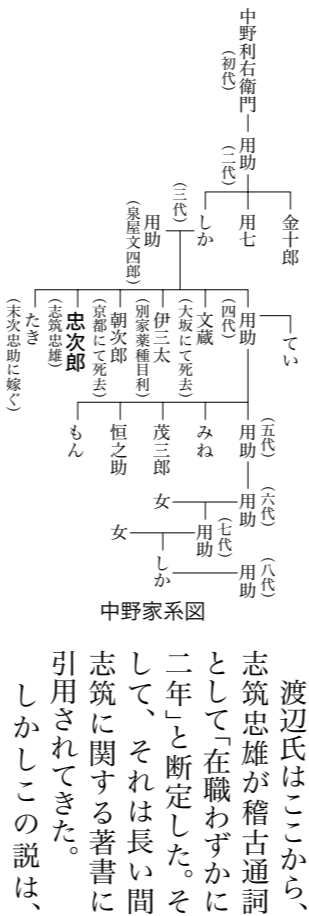 中野利右衛門
（初代）
用助
（二代）
金十郎
用七
しか
（三代）
用助
（泉屋文四郎）
てい
用助
（四代）
文蔵
（大坂にて死去）
伊三太
（別家薬種目利）
朝次郎
（京都にて死去）
忠次郎
（志筑忠雄）
たき
（末次忠助に嫁ぐ）
用助
（五代）
みね
茂三郎
恒之助
もん
用助
（六代）
女
用助
（七代）
女
しか
用助
（八代）
中野家系図
渡辺氏はここから、
志筑忠雄が稽古通詞
として「在職わずかに
二年」と断定した。そ
して、それは長い間
志筑に関する著書に
引用されてきた。
しかしこの説は、